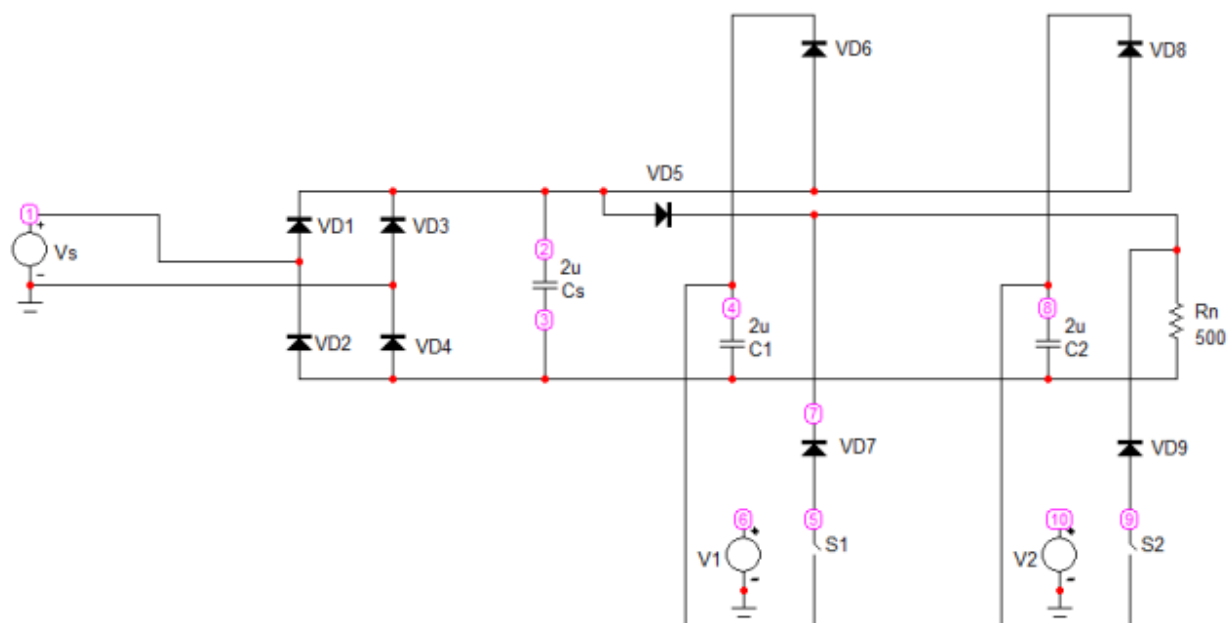 VD6
VD8
VD5
1
+
Vs
-
VD1
VD3
2
2u
Cs
3
VD2
VD4
4
2u
C1
8
2u
C2
Rn
500
7
VD7
VD9
6
+
V1
-
5
S1
10
+
V2
-
9
S2